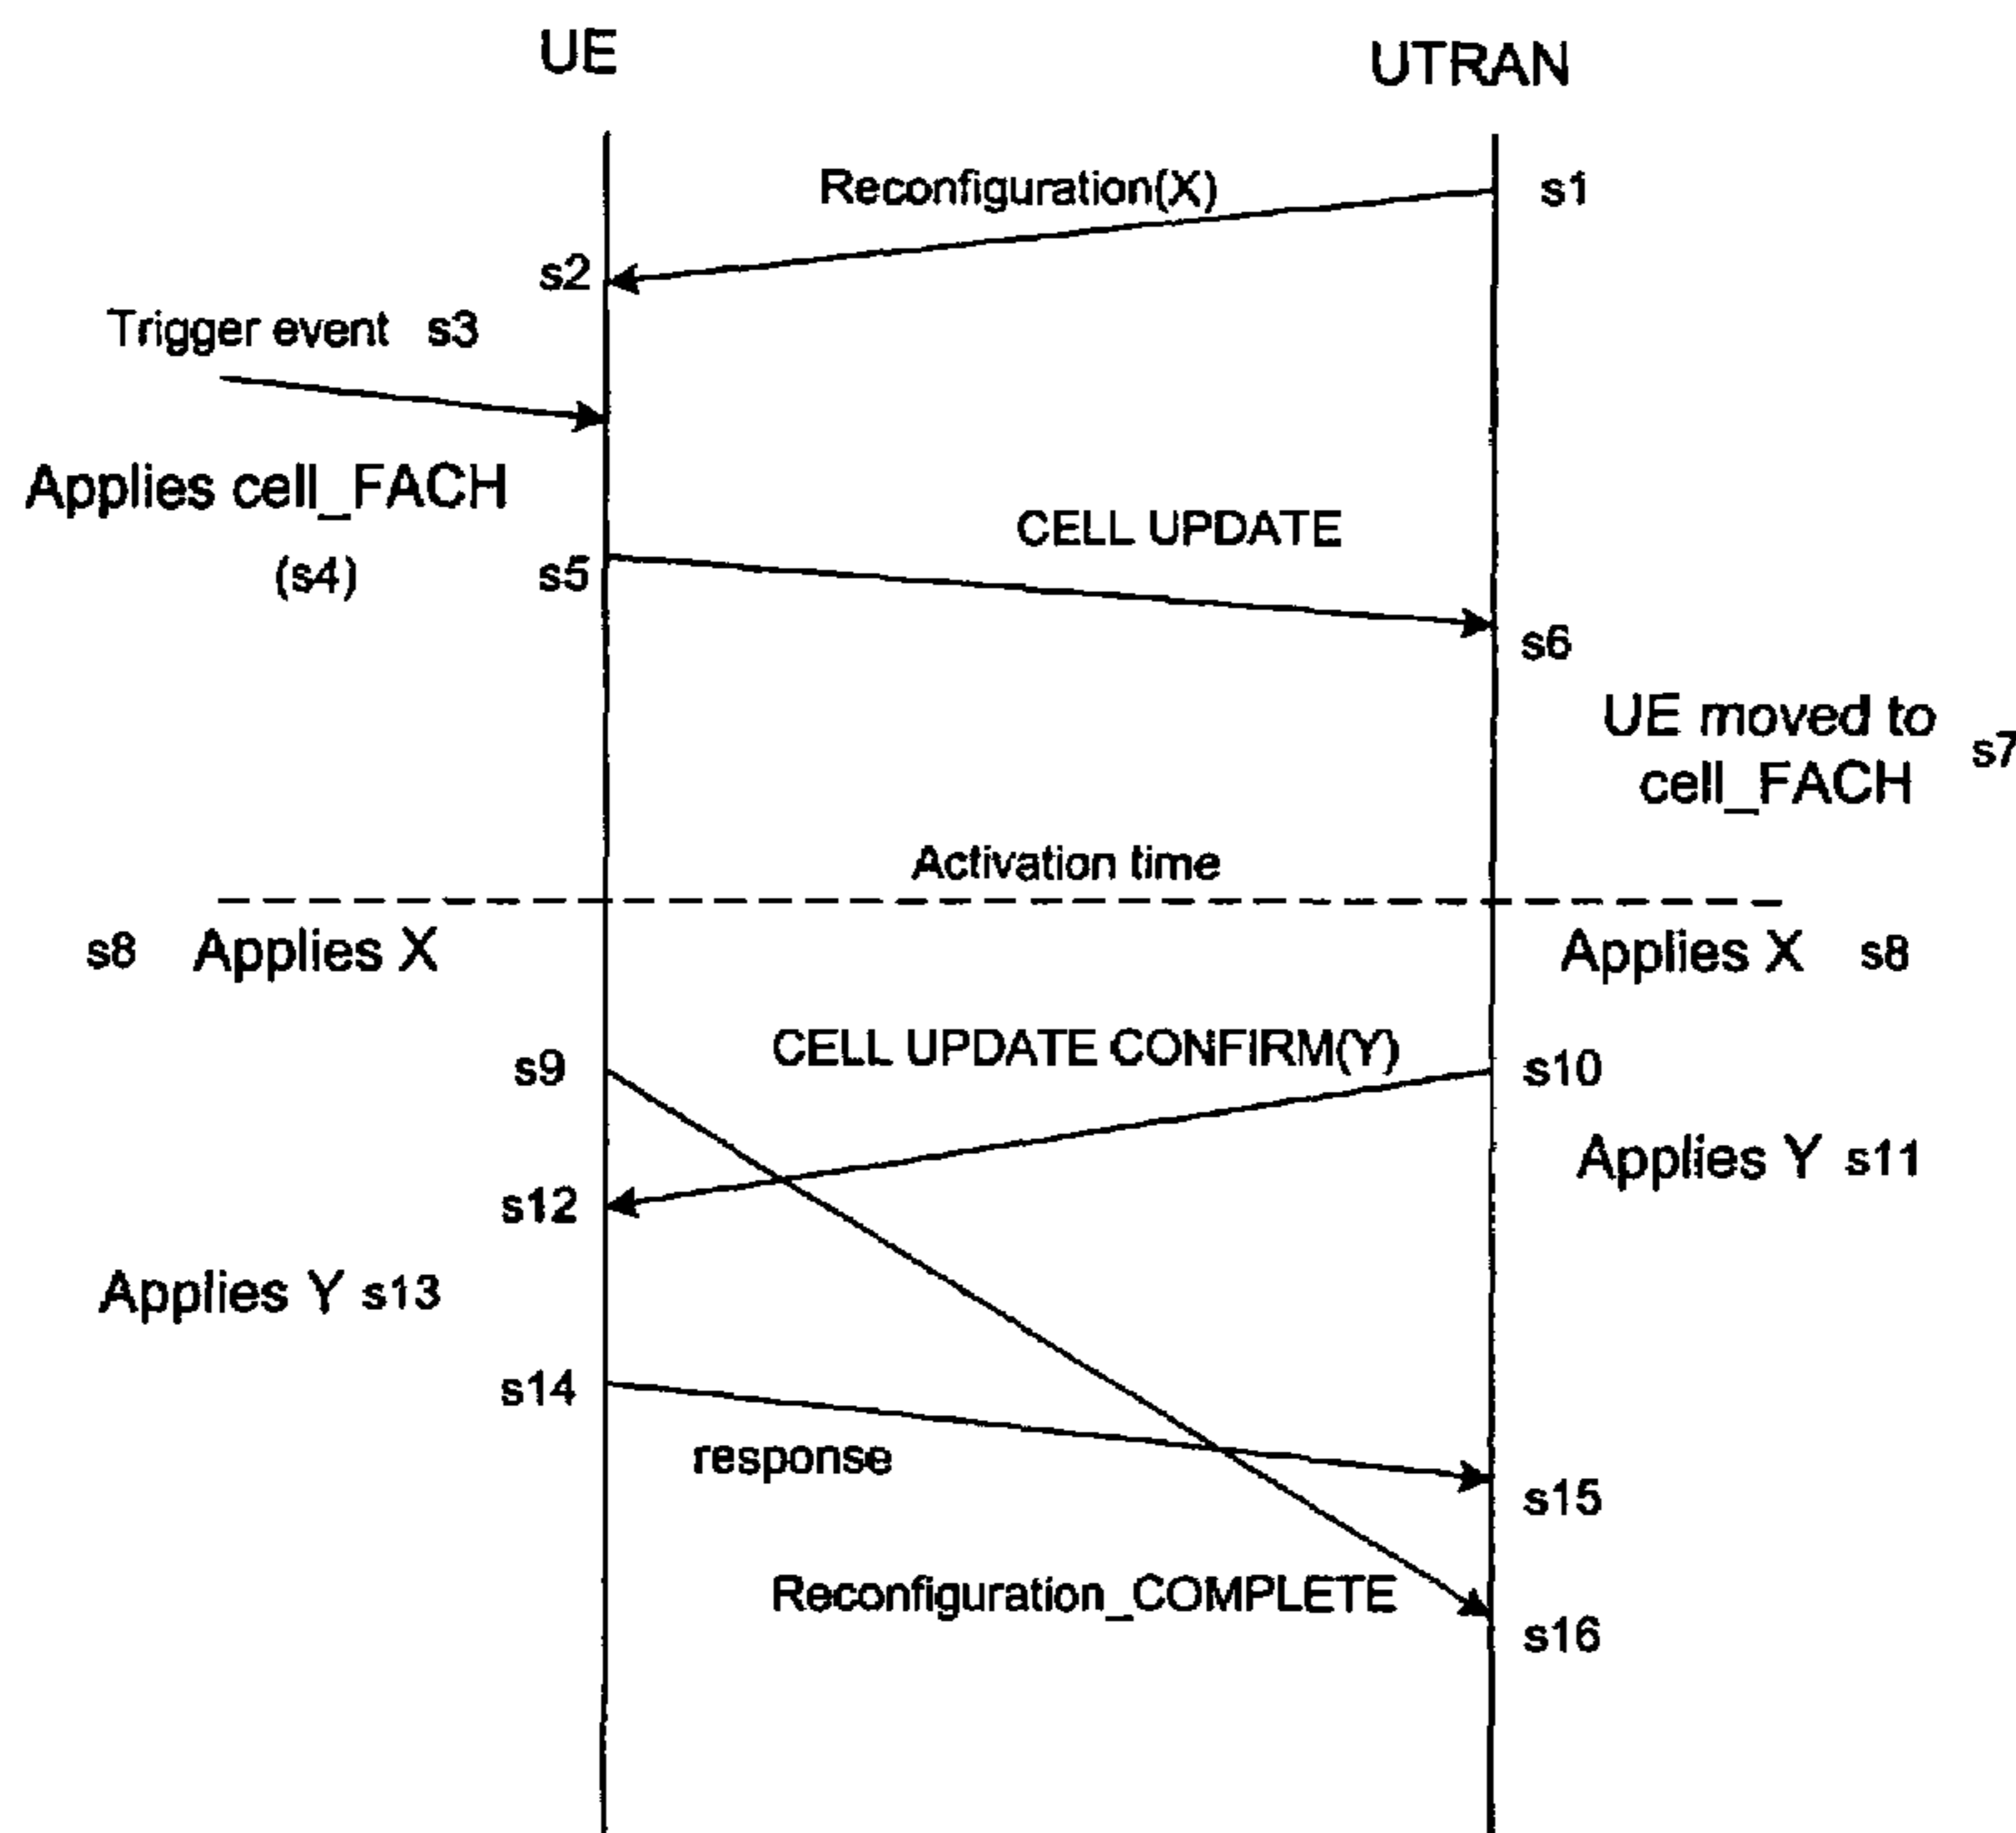 UE
UTRAN
Reconfiguration(X)
s1
s2
Trigger event s3
Applies cell_FACH
(s4)
CELL UPDATE
s5
s6
UE moved to
cell_FACH
s7
Activation time
s8 Applies X
Applies X s8
CELL UPDATE CONFIRM(Y)
s9
s10
Applies Y s11
s12
Applies Y s13
s14
response
s15
Reconfiguration_COMPLETE
s16